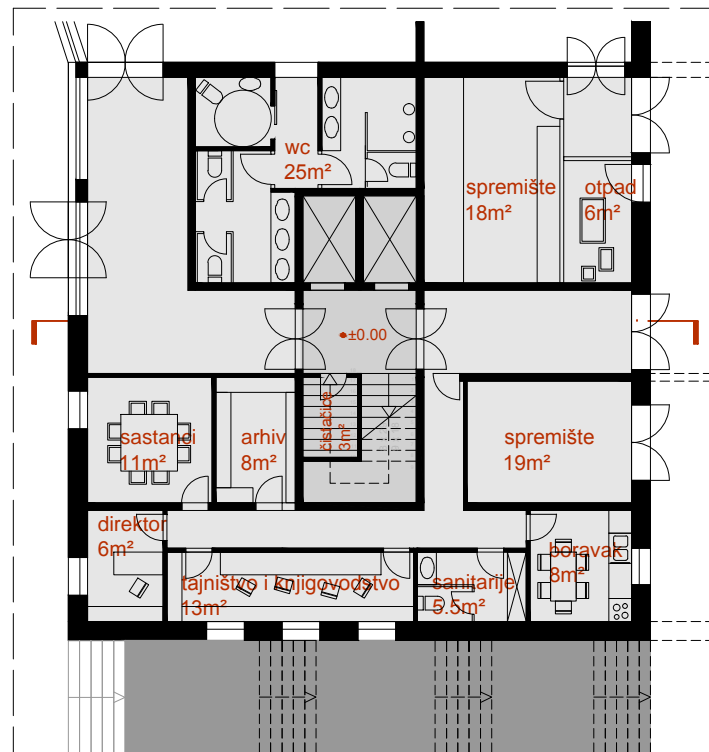 wc
25m²
spremište
18m²
otpad
6m²
±0.00
sastanci
11m²
arhiv
8m²
čistačice
3m²
spremište
19m²
direktor
6m²
tajništvo i knjigovodstvo
13m²
sanitarije
5.5m²
boravak
8m²